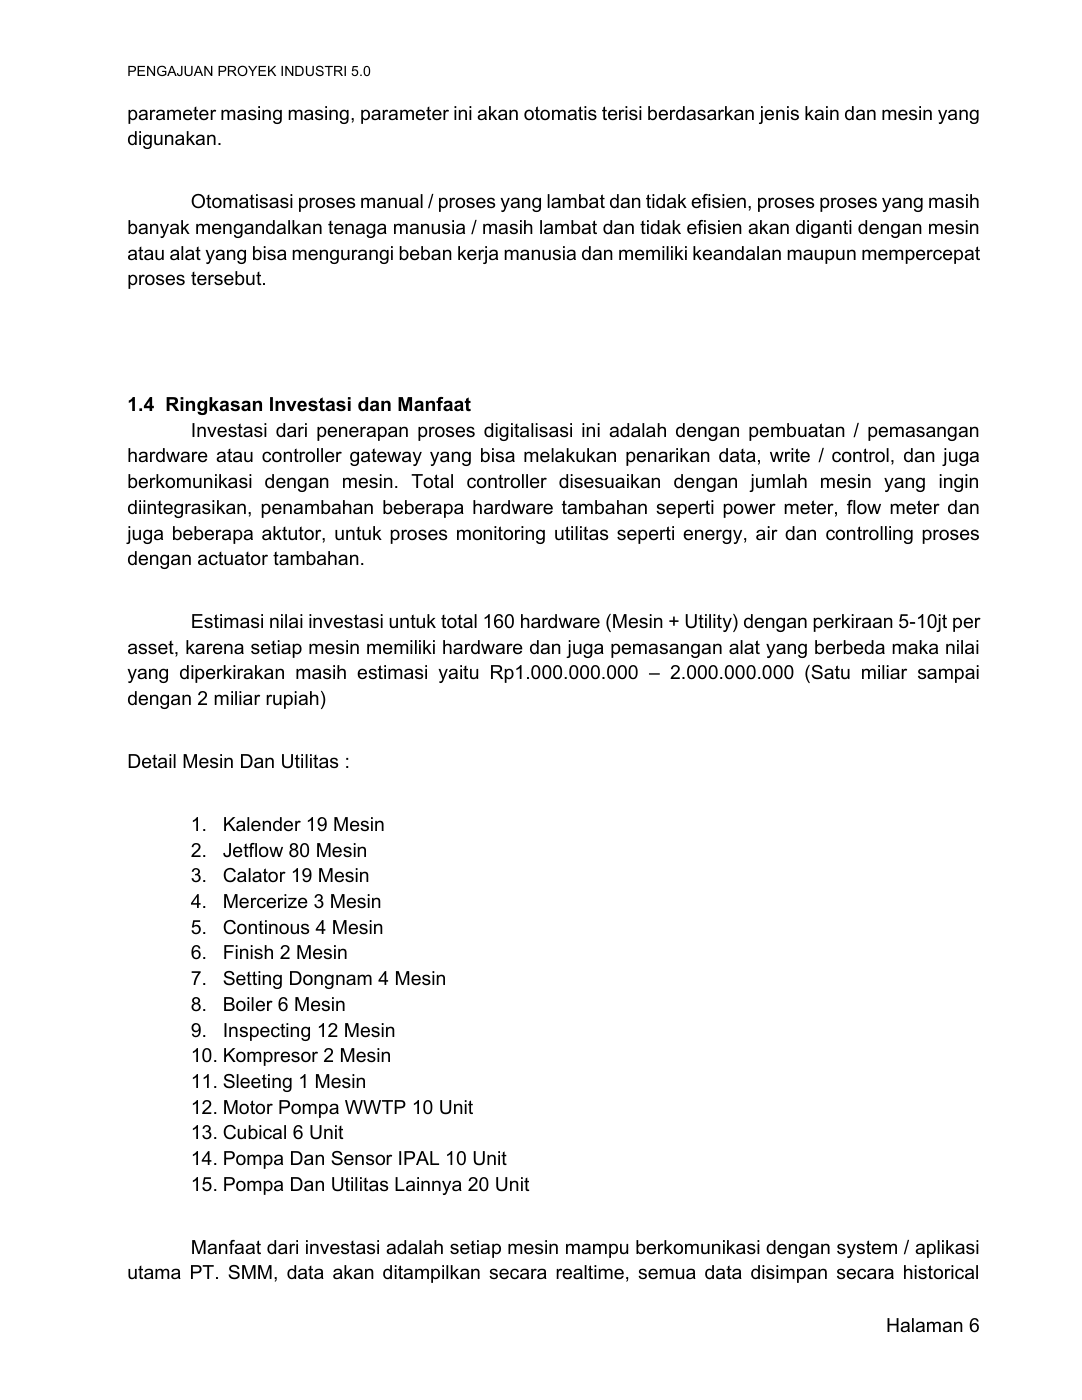 PENGAJUAN PROYEK INDUSTRI 5.0
parameter masing masing, parameter ini akan otomatis terisi berdasarkan jenis kain dan mesin yang
digunakan.
Otomatisasi proses manual / proses yang lambat dan tidak efisien, proses proses yang masih
banyak mengandalkan tenaga manusia / masih lambat dan tidak efisien akan diganti dengan mesin
atau alat yang bisa mengurangi beban kerja manusia dan memiliki keandalan maupun mempercepat
proses tersebut.
1.4 Ringkasan Investasi dan Manfaat
Investasi dari penerapan proses digitalisasi ini adalah dengan pembuatan / pemasangan
hardware atau controller gateway yang bisa melakukan penarikan data, write / control, dan juga
berkomunikasi dengan mesin. Total controller disesuaikan dengan jumlah mesin yang ingin
diintegrasikan, penambahan beberapa hardware tambahan seperti power meter, flow meter dan
juga beberapa aktutor, untuk proses monitoring utilitas seperti energy, air dan controlling proses
dengan actuator tambahan.
Estimasi nilai investasi untuk total 160 hardware (Mesin + Utility) dengan perkiraan 5-10jt per
asset, karena setiap mesin memiliki hardware dan juga pemasangan alat yang berbeda maka nilai
yang diperkirakan masih estimasi yaitu Rp1.000.000.000 – 2.000.000.000 (Satu miliar sampai
dengan 2 miliar rupiah)
Detail Mesin Dan Utilitas :
1. Kalender 19 Mesin
2. Jetflow 80 Mesin
3. Calator 19 Mesin
4. Mercerize 3 Mesin
5. Continous 4 Mesin
6. Finish 2 Mesin
7. Setting Dongnam 4 Mesin
8. Boiler 6 Mesin
9. Inspecting 12 Mesin
10. Kompresor 2 Mesin
11. Sleeting 1 Mesin
12. Motor Pompa WWTP 10 Unit
13. Cubical 6 Unit
14. Pompa Dan Sensor IPAL 10 Unit
15. Pompa Dan Utilitas Lainnya 20 Unit
Manfaat dari investasi adalah setiap mesin mampu berkomunikasi dengan system / aplikasi
utama PT. SMM, data akan ditampilkan secara realtime, semua data disimpan secara historical
Halaman 6